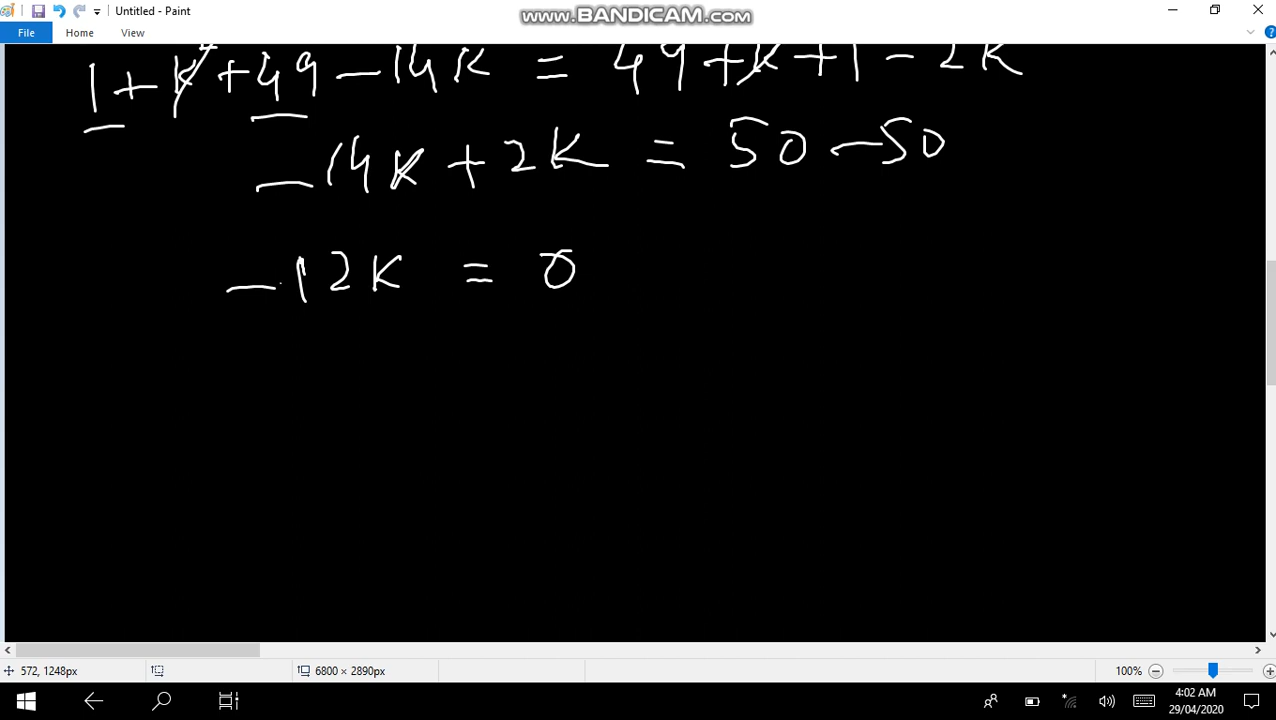 Untitled - Paint
www.BANDICAM.com
File Home View
1 + K² + 49 - 14K = 49 + K + 1 - 2K
- 14K + 2K = 50 - 50
- 12K = 0
572, 1248px
6800 × 2890px
100%
4:02 AM
29/04/2020